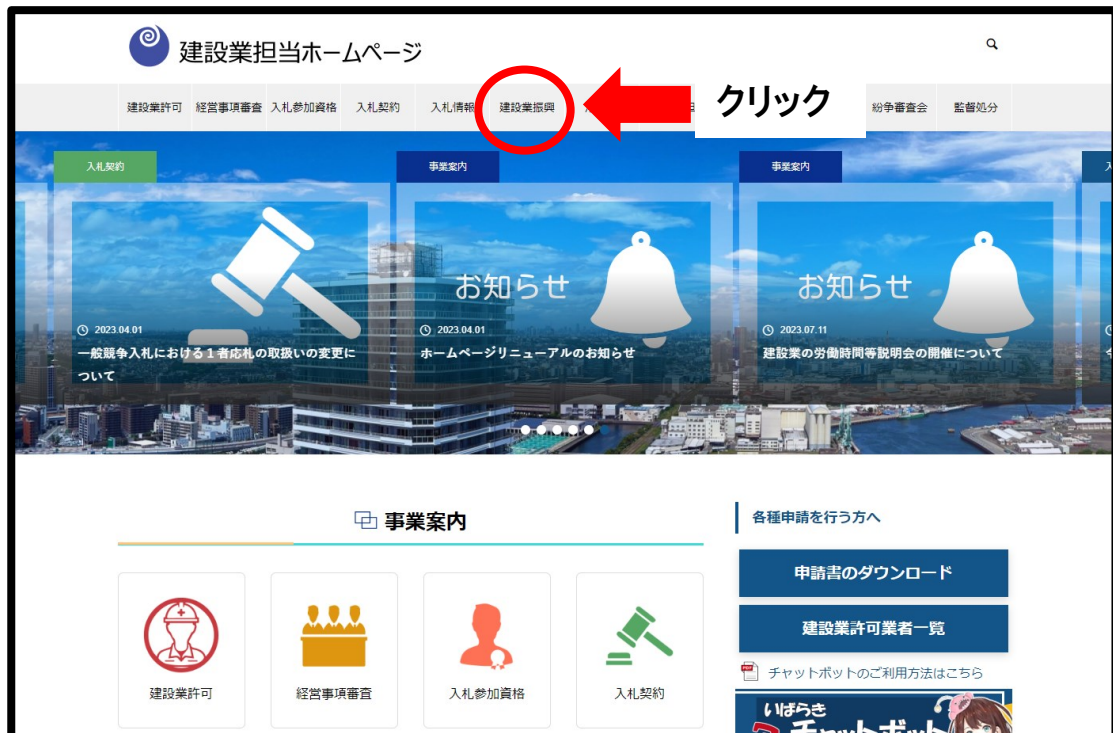 建設業担当ホームページ
建設業許可 経営事項審査 入札参加資格 入札契約 入札情報 建設業振興 紛争審査会 監督処分
クリック
入札契約
事業案内
事業案内
お知らせ
お知らせ
2023.04.01
一般競争入札における1者応札の取扱いの変更に
ついて
2023.04.01
ホームページリニューアルのお知らせ
2023.07.11
建設業の労働時間等説明会の開催について
事業案内
建設業許可
経営事項審査
入札参加資格
入札契約
各種申請を行う方へ
申請書のダウンロード
建設業許可業者一覧
PDF チャットボットのご利用方法はこちら
いばらき
チャットボット